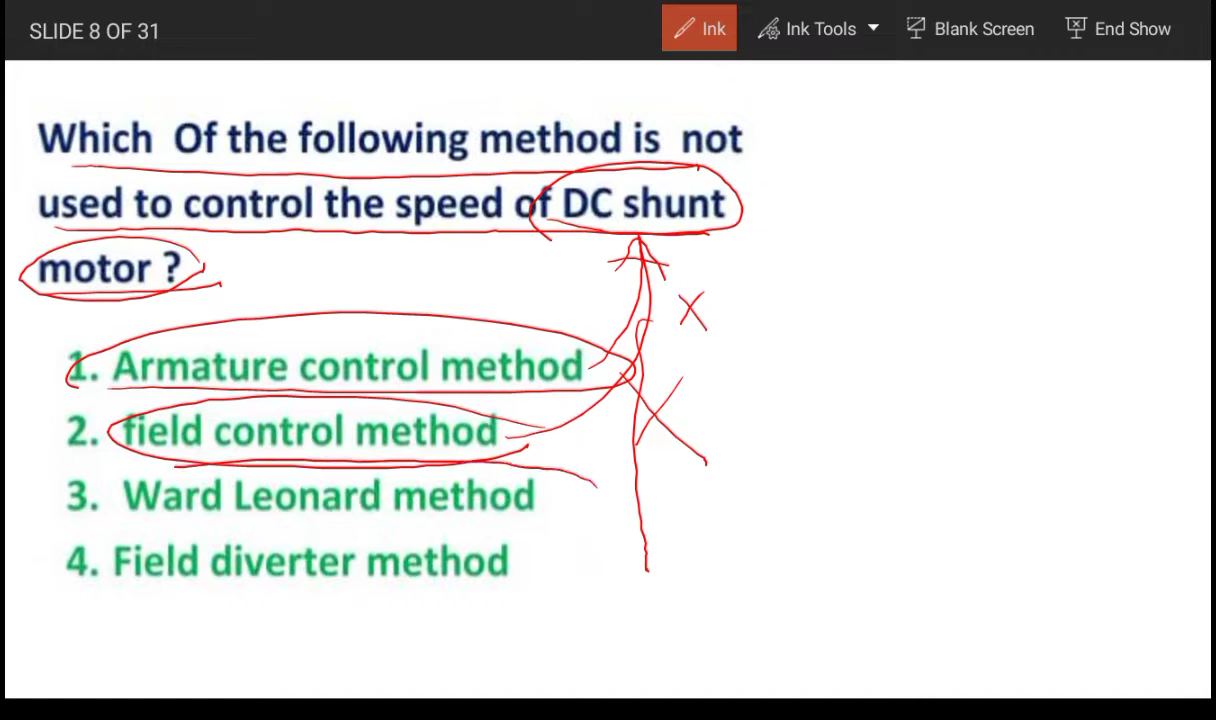 SLIDE 8 OF 31
Ink
Ink Tools
Blank Screen
End Show
Which Of the following method is not
used to control the speed of DC shunt
motor ?
1. Armature control method
2. field control method
3. Ward Leonard method
4. Field diverter method